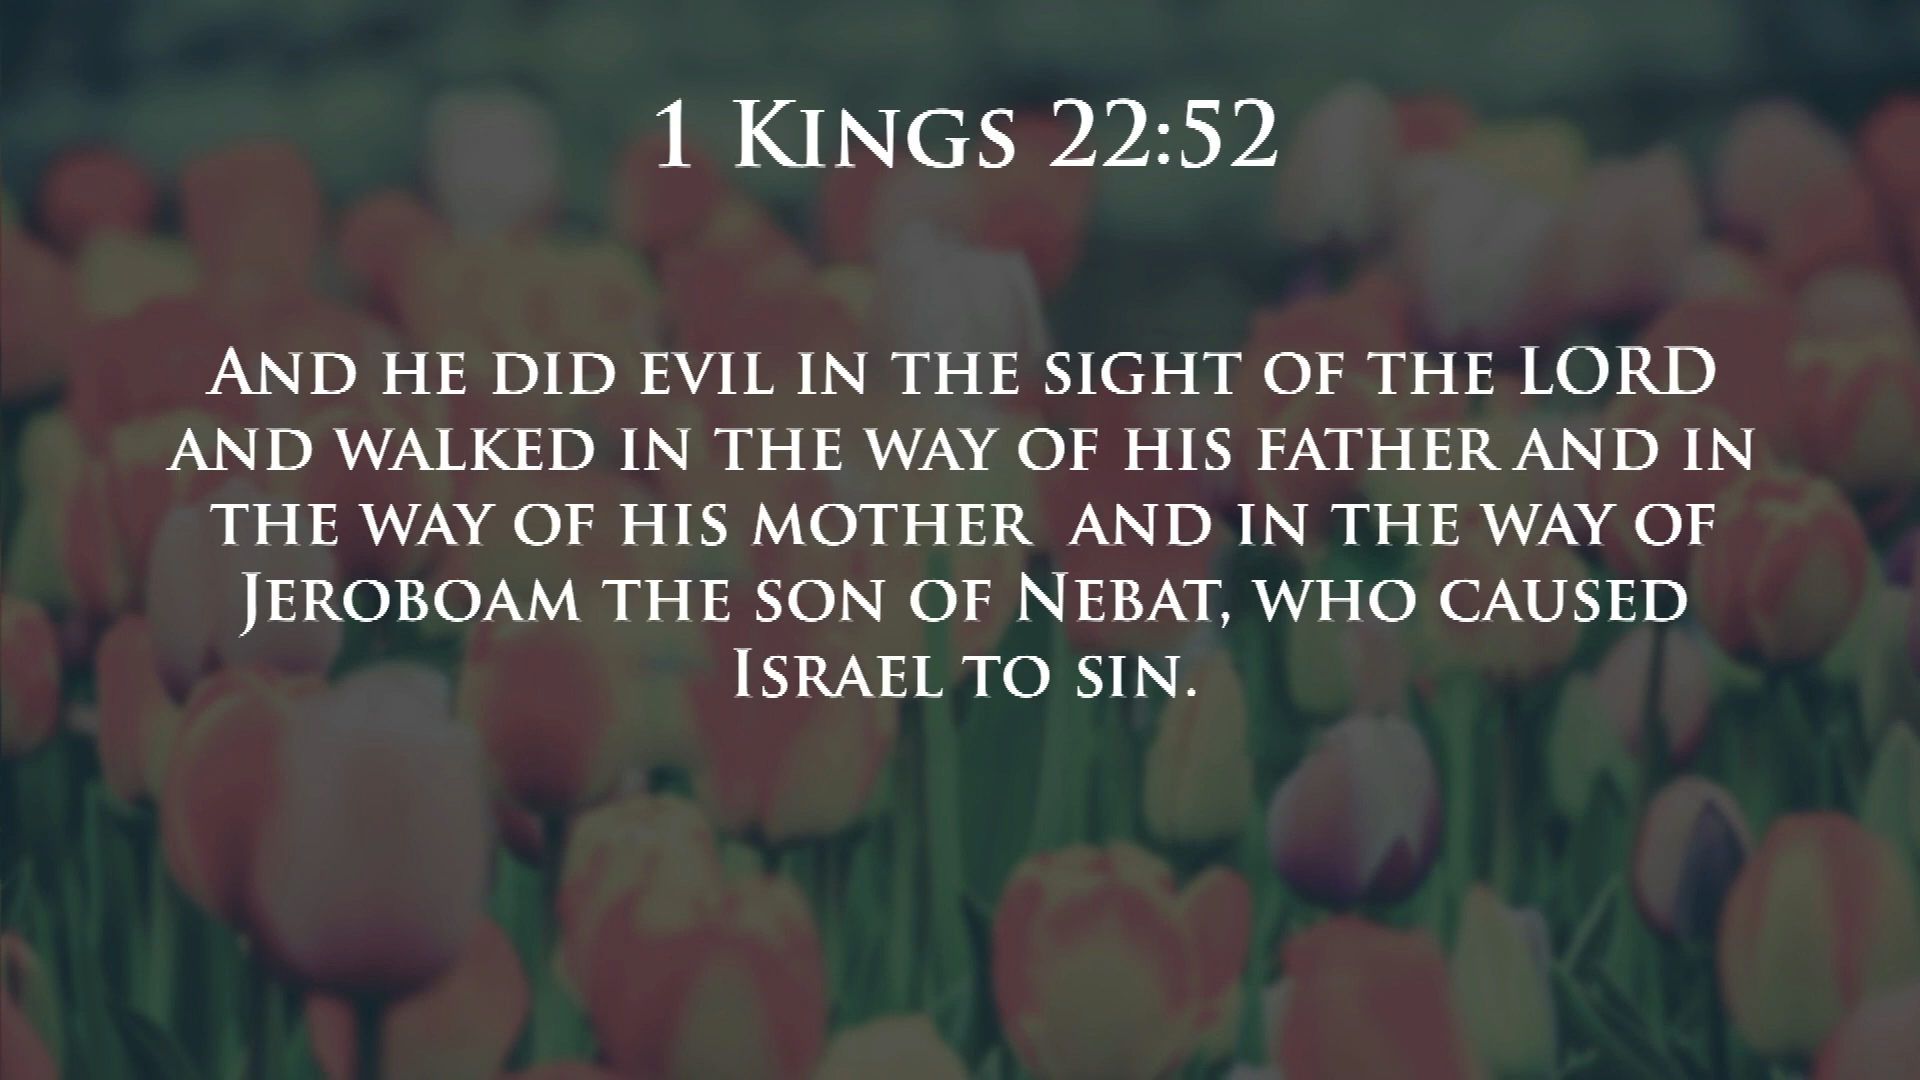 1 Kings 22:52
And he did evil in the sight of the LORD
and walked in the way of his father and in
the way of his mother  and in the way of
Jeroboam the son of Nebat, who caused
Israel to sin.